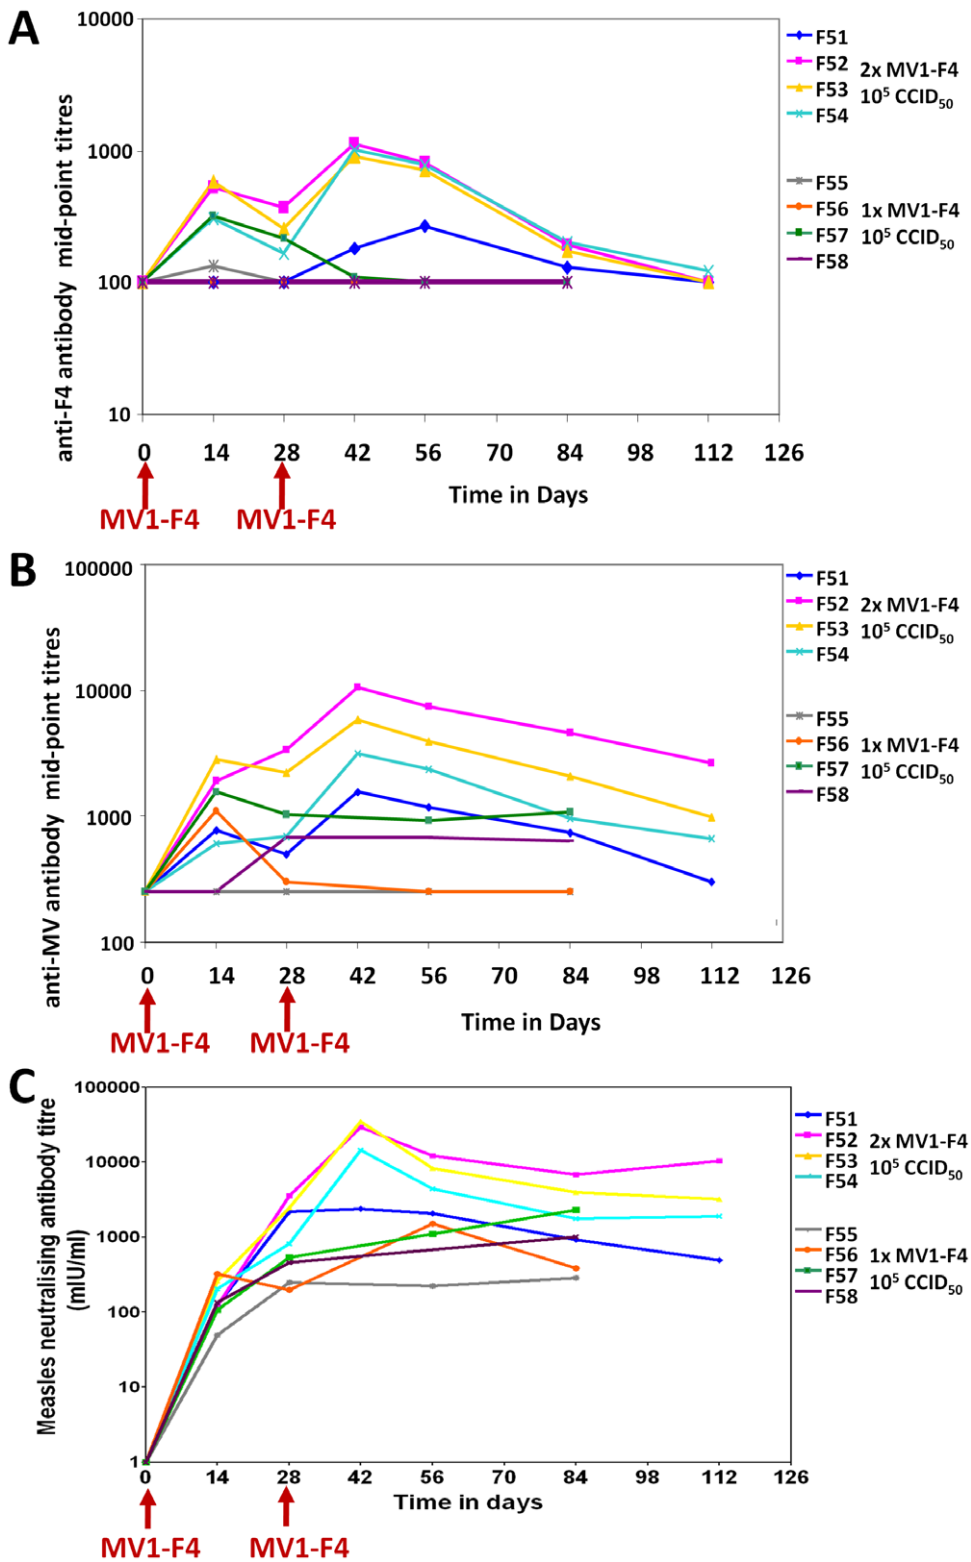 A
anti-F4 antibody mid-point titres
10000
1000
100
10
0 14 28 42 56 70 84 98 112 126
Time in Days
MV1-F4 MV1-F4
F51
F52 2x MV1-F4
F53 10⁵ CCID₅₀
F54
F55
F56 1x MV1-F4
F57 10⁵ CCID₅₀
F58
B
anti-MV antibody mid-point titres
100000
10000
1000
100
0 14 28 42 56 70 84 98 112 126
Time in Days
MV1-F4 MV1-F4
F51
F52 2x MV1-F4
F53 10⁵ CCID₅₀
F54
F55
F56 1x MV1-F4
F57 10⁵ CCID₅₀
F58
C
Measles neutralising antibody titre
(mIU/ml)
100000
10000
1000
100
10
1
0 14 28 42 56 70 84 98 112 126
Time in days
MV1-F4 MV1-F4
F51
F52 2x MV1-F4
F53 10⁵ CCID₅₀
F54
F55
F56 1x MV1-F4
F57 10⁵ CCID₅₀
F58